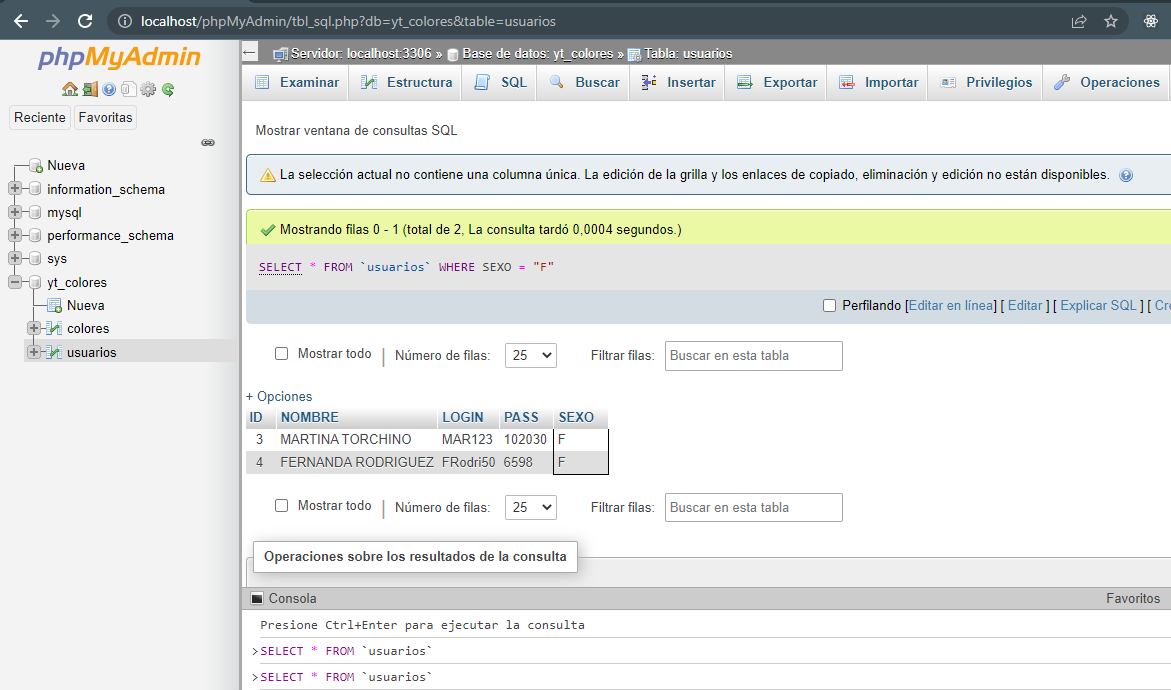 localhost/phpMyAdmin/tbl_sql.php?db=yt_colores&table=usuarios
phpMyAdmin
Reciente Favoritas
Nueva
information_schema
mysql
performance_schema
sys
yt_colores
Nueva
colores
usuarios
Servidor: localhost:3306 » Base de datos: yt_colores » Tabla: usuarios
Examinar Estructura SQL Buscar Insertar Exportar Importar Privilegios Operaciones
Mostrar ventana de consultas SQL
La selección actual no contiene una columna única. La edición de la grilla y los enlaces de copiado, eliminación y edición no están disponibles.
Mostrando filas 0 - 1 (total de 2, La consulta tardó 0,0004 segundos.)
SELECT * FROM `usuarios` WHERE SEXO = "F"
Perfilando [Editar en línea] [ Editar ] [ Explicar SQL ] [ Cre
Mostrar todo | Número de filas: 25 Filtrar filas: Buscar en esta tabla
+ Opciones
ID NOMBRE LOGIN PASS SEXO
3 MARTINA TORCHINO MAR123 102030 F
4 FERNANDA RODRIGUEZ FRodri50 6598 F
Mostrar todo | Número de filas: 25 Filtrar filas: Buscar en esta tabla
Operaciones sobre los resultados de la consulta
Consola Favoritos
Presione Ctrl+Enter para ejecutar la consulta
>SELECT * FROM `usuarios`
>SELECT * FROM `usuarios`